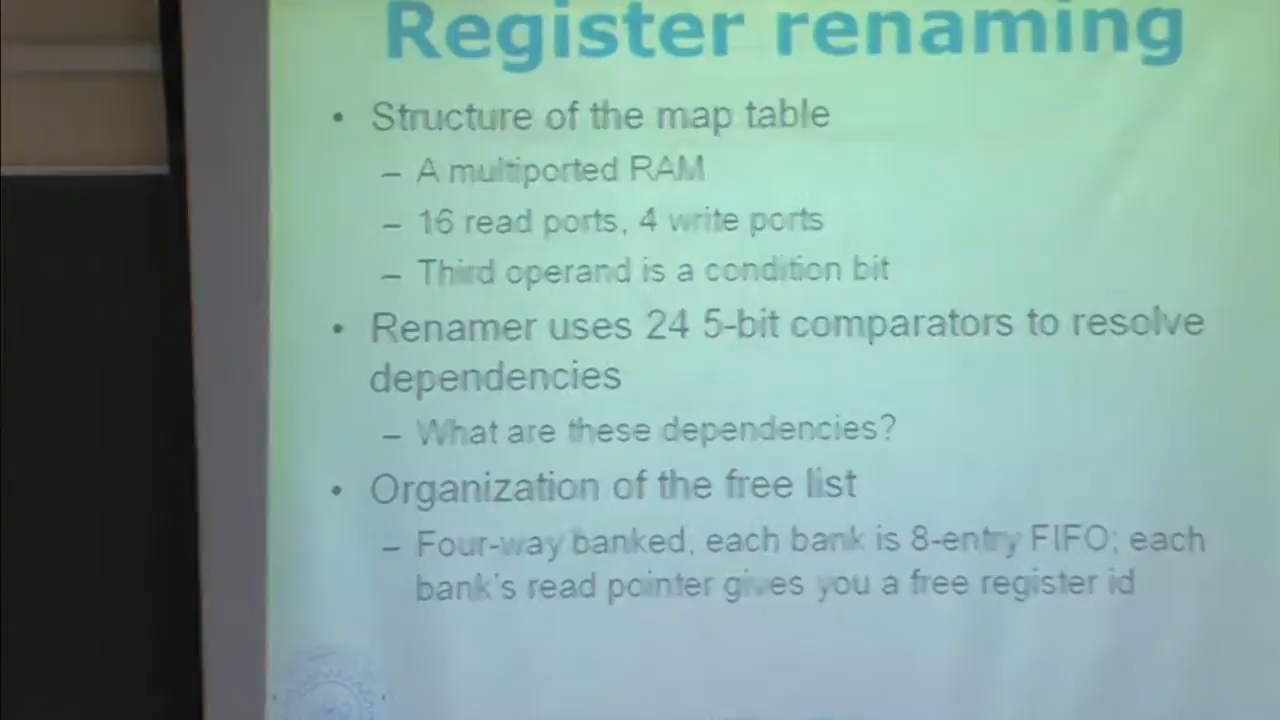 Register renaming
• Structure of the map table
– A multiported RAM
– 16 read ports, 4 write ports
– Third operand is a condition bit
• Renamer uses 24 5-bit comparators to resolve
dependencies
– What are these dependencies?
• Organization of the free list
– Four-way banked, each bank is 8-entry FIFO; each
bank's read pointer gives you a free register id